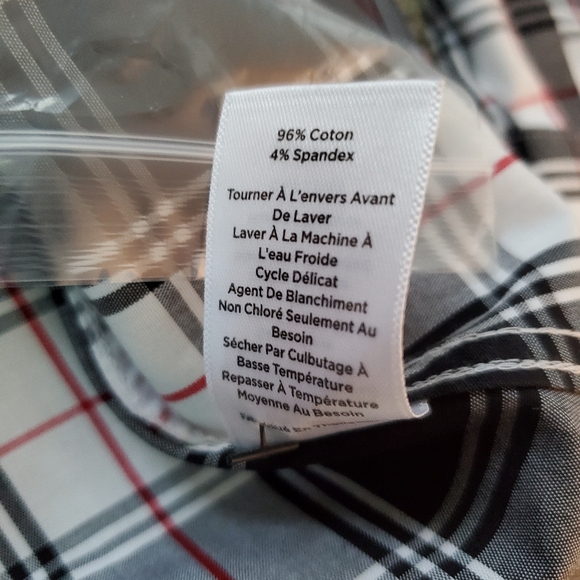 96% Coton
4% Spandex
Tourner À L'envers Avant
De Laver
Laver À La Machine À
L'eau Froide
Cycle Délicat
Agent De Blanchiment
Non Chloré Seulement Au
Besoin
Sécher Par Culbutage À
Basse Température
Repasser À Température
Moyenne Au Besoin